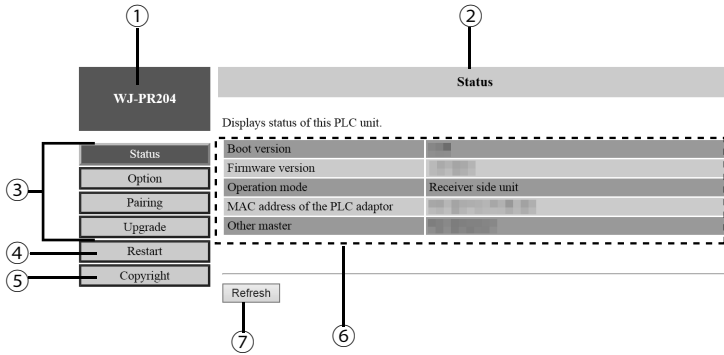 ① ②
WJ-PR204
Status
Displays status of this PLC unit.
③
Status
Option
Pairing
Upgrade
④ Restart
⑤ Copyright
Boot version
Firmware version
Operation mode Receiver side unit
MAC address of the PLC adaptor
Other master
Refresh
⑦ ⑥